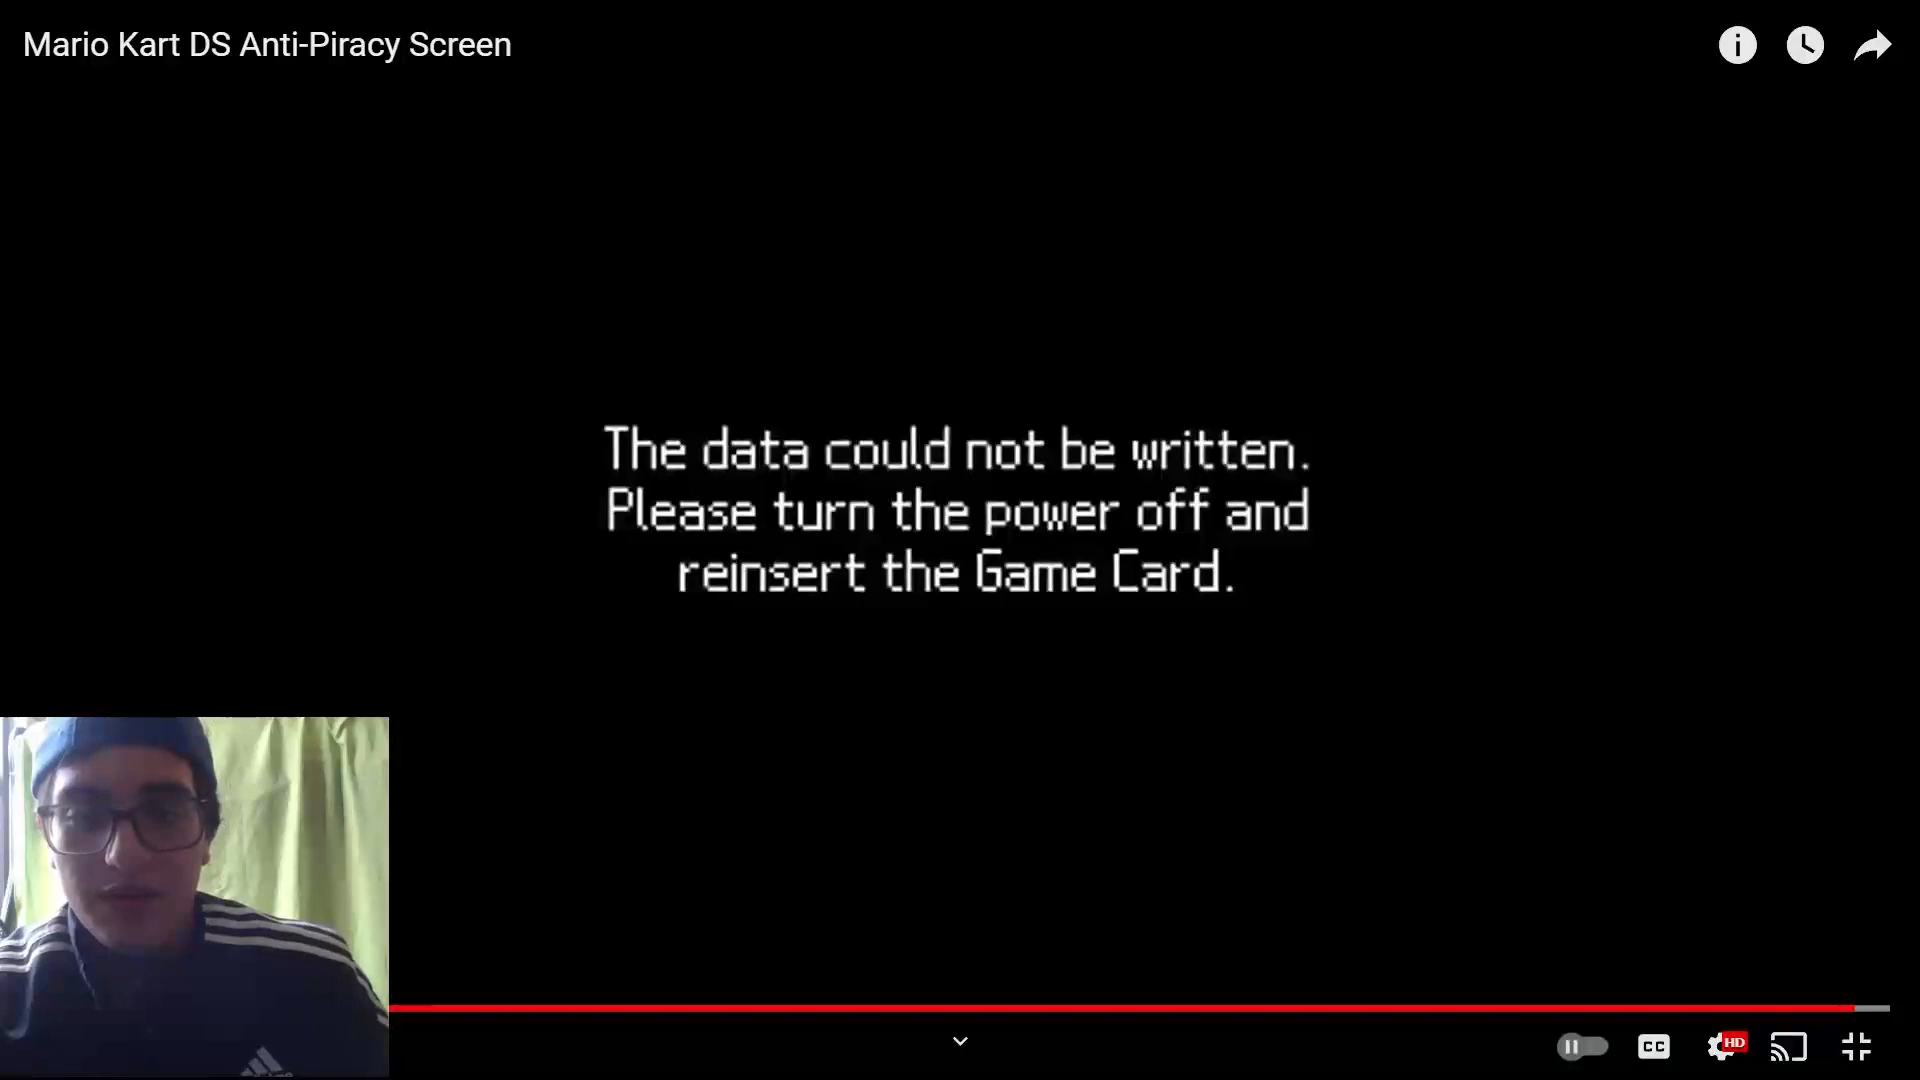 Mario Kart DS Anti-Piracy Screen
The data could not be written.
Please turn the power off and
reinsert the Game Card.
CC
HD